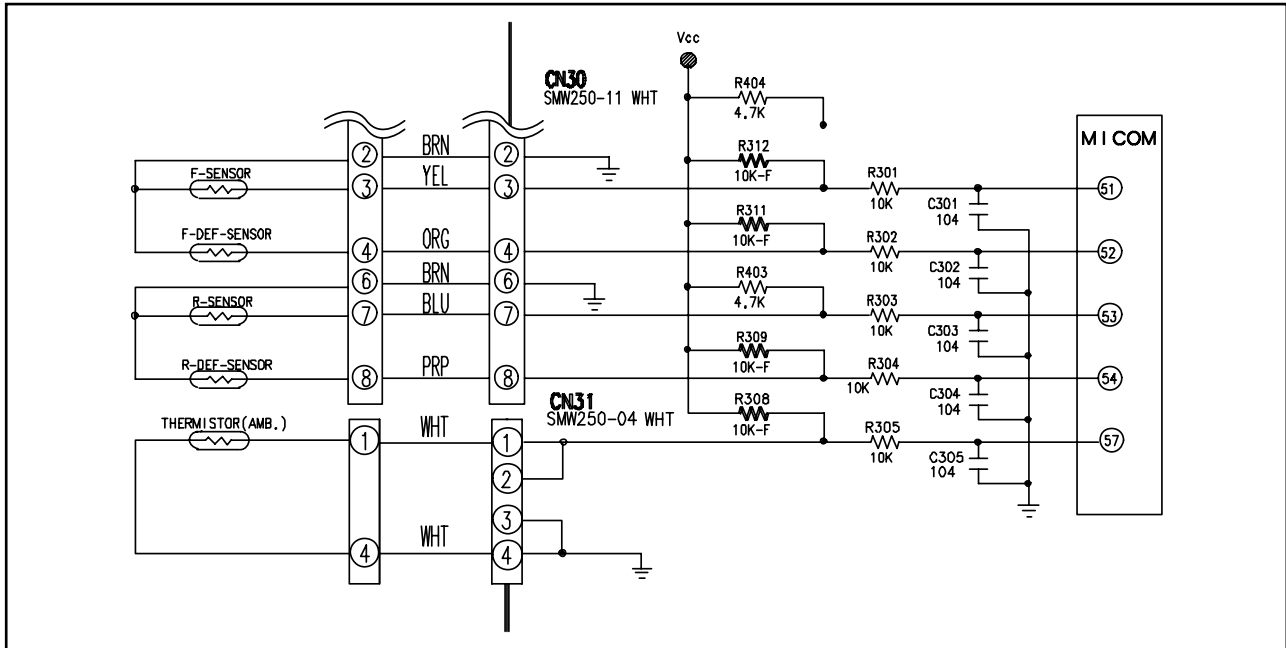 Vcc
CN30
SMW250-11 WHT
R404
4.7K
MICOM
2
BRN
2
R312
10K-F
F-SENSOR
3
YEL
3
R301
10K
C301
104
51
R311
10K-F
F-DEF-SENSOR
4
ORG
4
R302
10K
C302
104
52
6
BRN
6
R403
4.7K
R-SENSOR
7
BLU
7
R303
10K
C303
104
53
R309
10K-F
R-DEF-SENSOR
8
PRP
8
R304
10K
C304
104
54
CN31
SMW250-04 WHT
R308
10K-F
THERMISTOR(AMB.)
1
WHT
1
R305
10K
C305
104
57
2
3
4
WHT
4